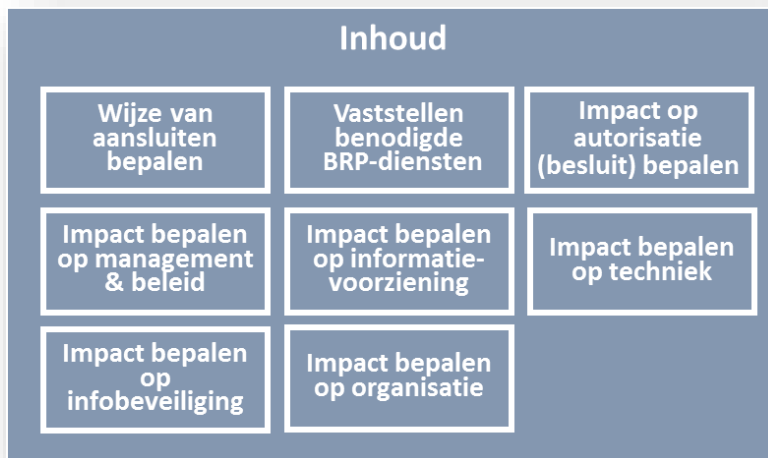 Inhoud
Wijze van
aansluiten
bepalen
Vaststellen
benodigde
BRP-diensten
Impact op
autorisatie
(besluit) bepalen
Impact bepalen
op management
& beleid
Impact bepalen
op informatie-
voorziening
Impact bepalen
op techniek
Impact bepalen
op
infobeveiliging
Impact bepalen
op organisatie